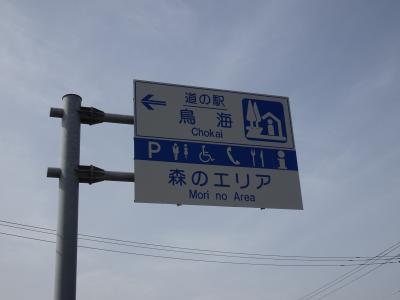 道の駅
鳥海
Chokai
P
森のエリア
Mori no Area